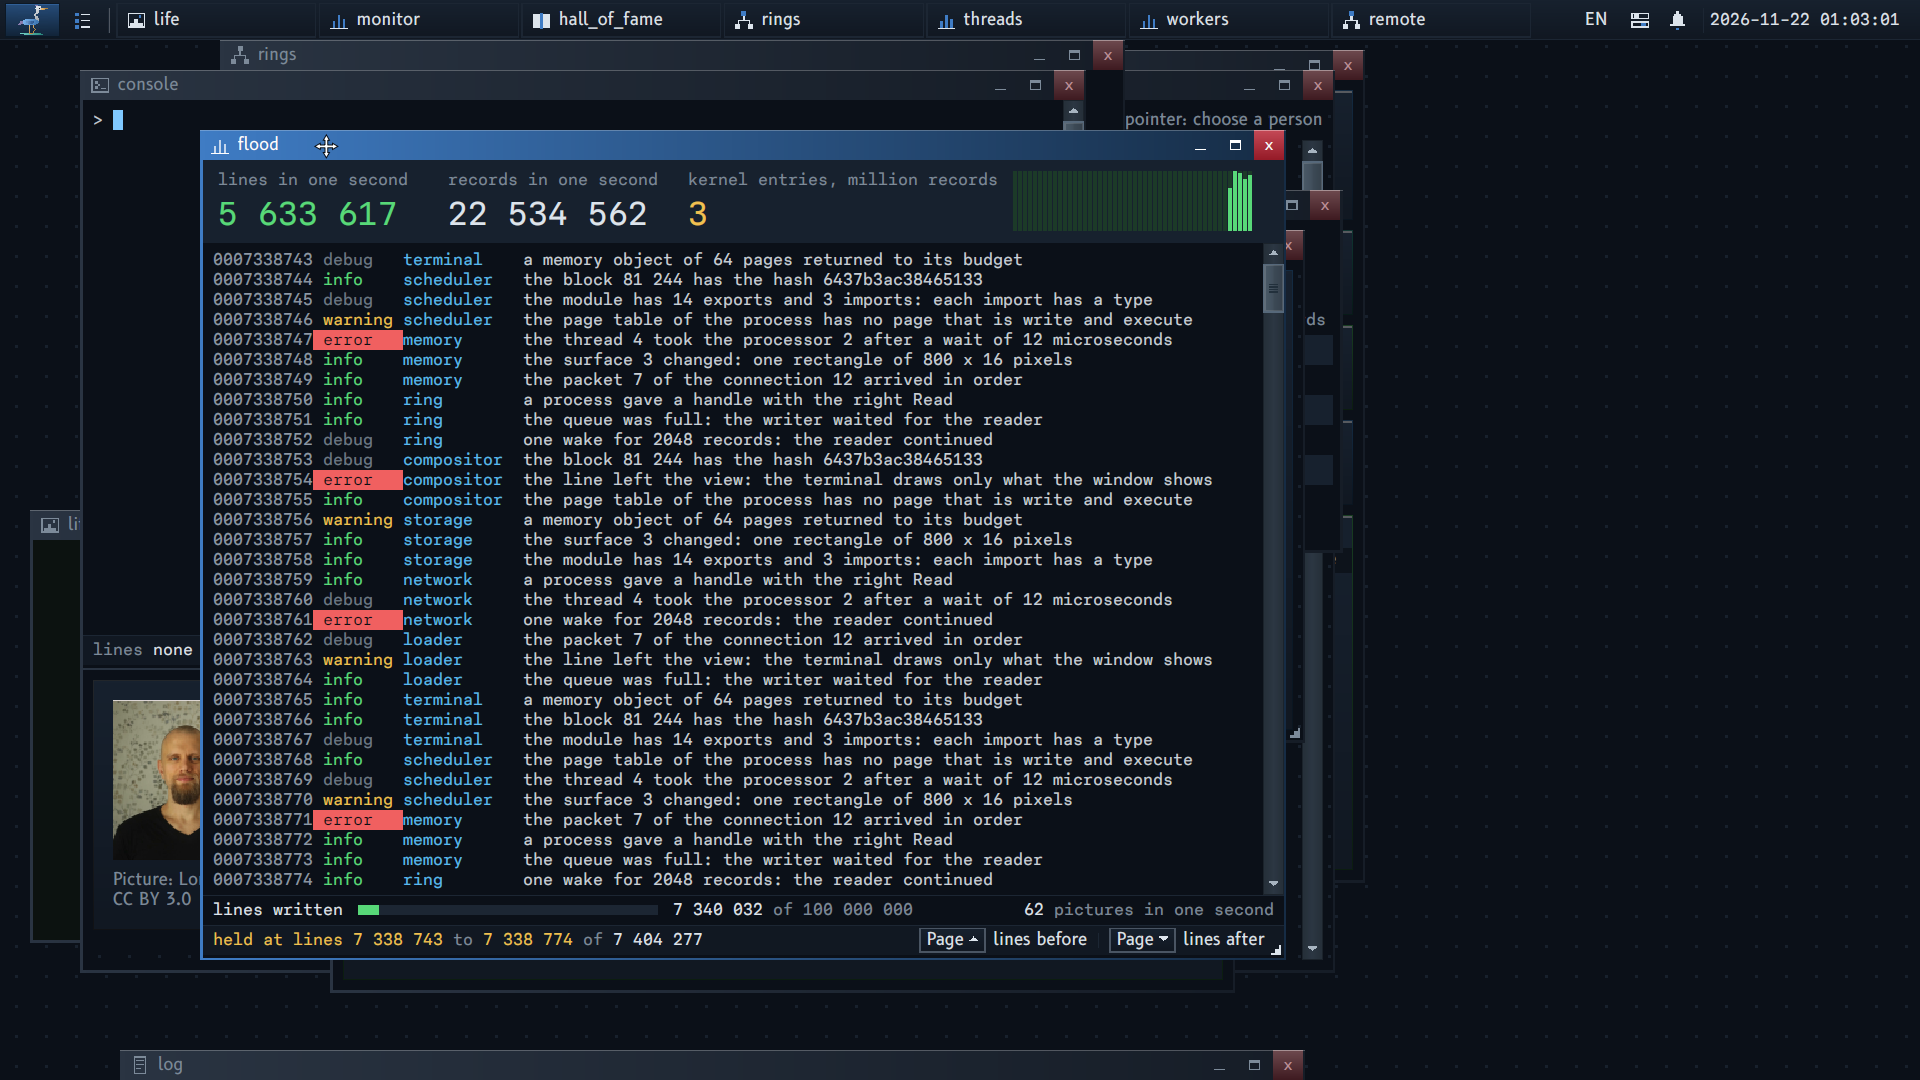 life monitor hall_of_fame rings threads workers remote EN 2026-11-22 01:03:01
rings
console
pointer: choose a person
>
flood
lines in one second records in one second kernel entries, million records
5 633 617 22 534 562 3
0007338743 debug terminal a memory object of 64 pages returned to its budget
0007338744 info scheduler the block 81 244 has the hash 6437b3ac38465133
0007338745 debug scheduler the module has 14 exports and 3 imports: each import has a type
0007338746 warning scheduler the page table of the process has no page that is write and execute
0007338747 error memory the thread 4 took the processor 2 after a wait of 12 microseconds
0007338748 info memory the surface 3 changed: one rectangle of 800 x 16 pixels
0007338749 info memory the packet 7 of the connection 12 arrived in order
0007338750 info ring a process gave a handle with the right Read
0007338751 info ring the queue was full: the writer waited for the reader
0007338752 debug ring one wake for 2048 records: the reader continued
0007338753 debug compositor the block 81 244 has the hash 6437b3ac38465133
0007338754 error compositor the line left the view: the terminal draws only what the window shows
0007338755 info compositor the page table of the process has no page that is write and execute
0007338756 warning storage a memory object of 64 pages returned to its budget
0007338757 info storage the surface 3 changed: one rectangle of 800 x 16 pixels
0007338758 info storage the module has 14 exports and 3 imports: each import has a type
0007338759 info network a process gave a handle with the right Read
0007338760 debug network the thread 4 took the processor 2 after a wait of 12 microseconds
0007338761 error network one wake for 2048 records: the reader continued
0007338762 debug loader the packet 7 of the connection 12 arrived in order
0007338763 warning loader the line left the view: the terminal draws only what the window shows
0007338764 info loader the queue was full: the writer waited for the reader
0007338765 info terminal a memory object of 64 pages returned to its budget
0007338766 info terminal the block 81 244 has the hash 6437b3ac38465133
0007338767 debug terminal the module has 14 exports and 3 imports: each import has a type
0007338768 info scheduler the page table of the process has no page that is write and execute
0007338769 debug scheduler the thread 4 took the processor 2 after a wait of 12 microseconds
0007338770 warning scheduler the surface 3 changed: one rectangle of 800 x 16 pixels
0007338771 error memory the packet 7 of the connection 12 arrived in order
0007338772 info memory a process gave a handle with the right Read
0007338773 info memory the queue was full: the writer waited for the reader
0007338774 info ring one wake for 2048 records: the reader continued
lines written 7 340 032 of 100 000 000 62 pictures in one second
held at lines 7 338 743 to 7 338 774 of 7 404 277 Page lines before Page lines after
ds
li
lines none
Picture: Lo
CC BY 3.0
log